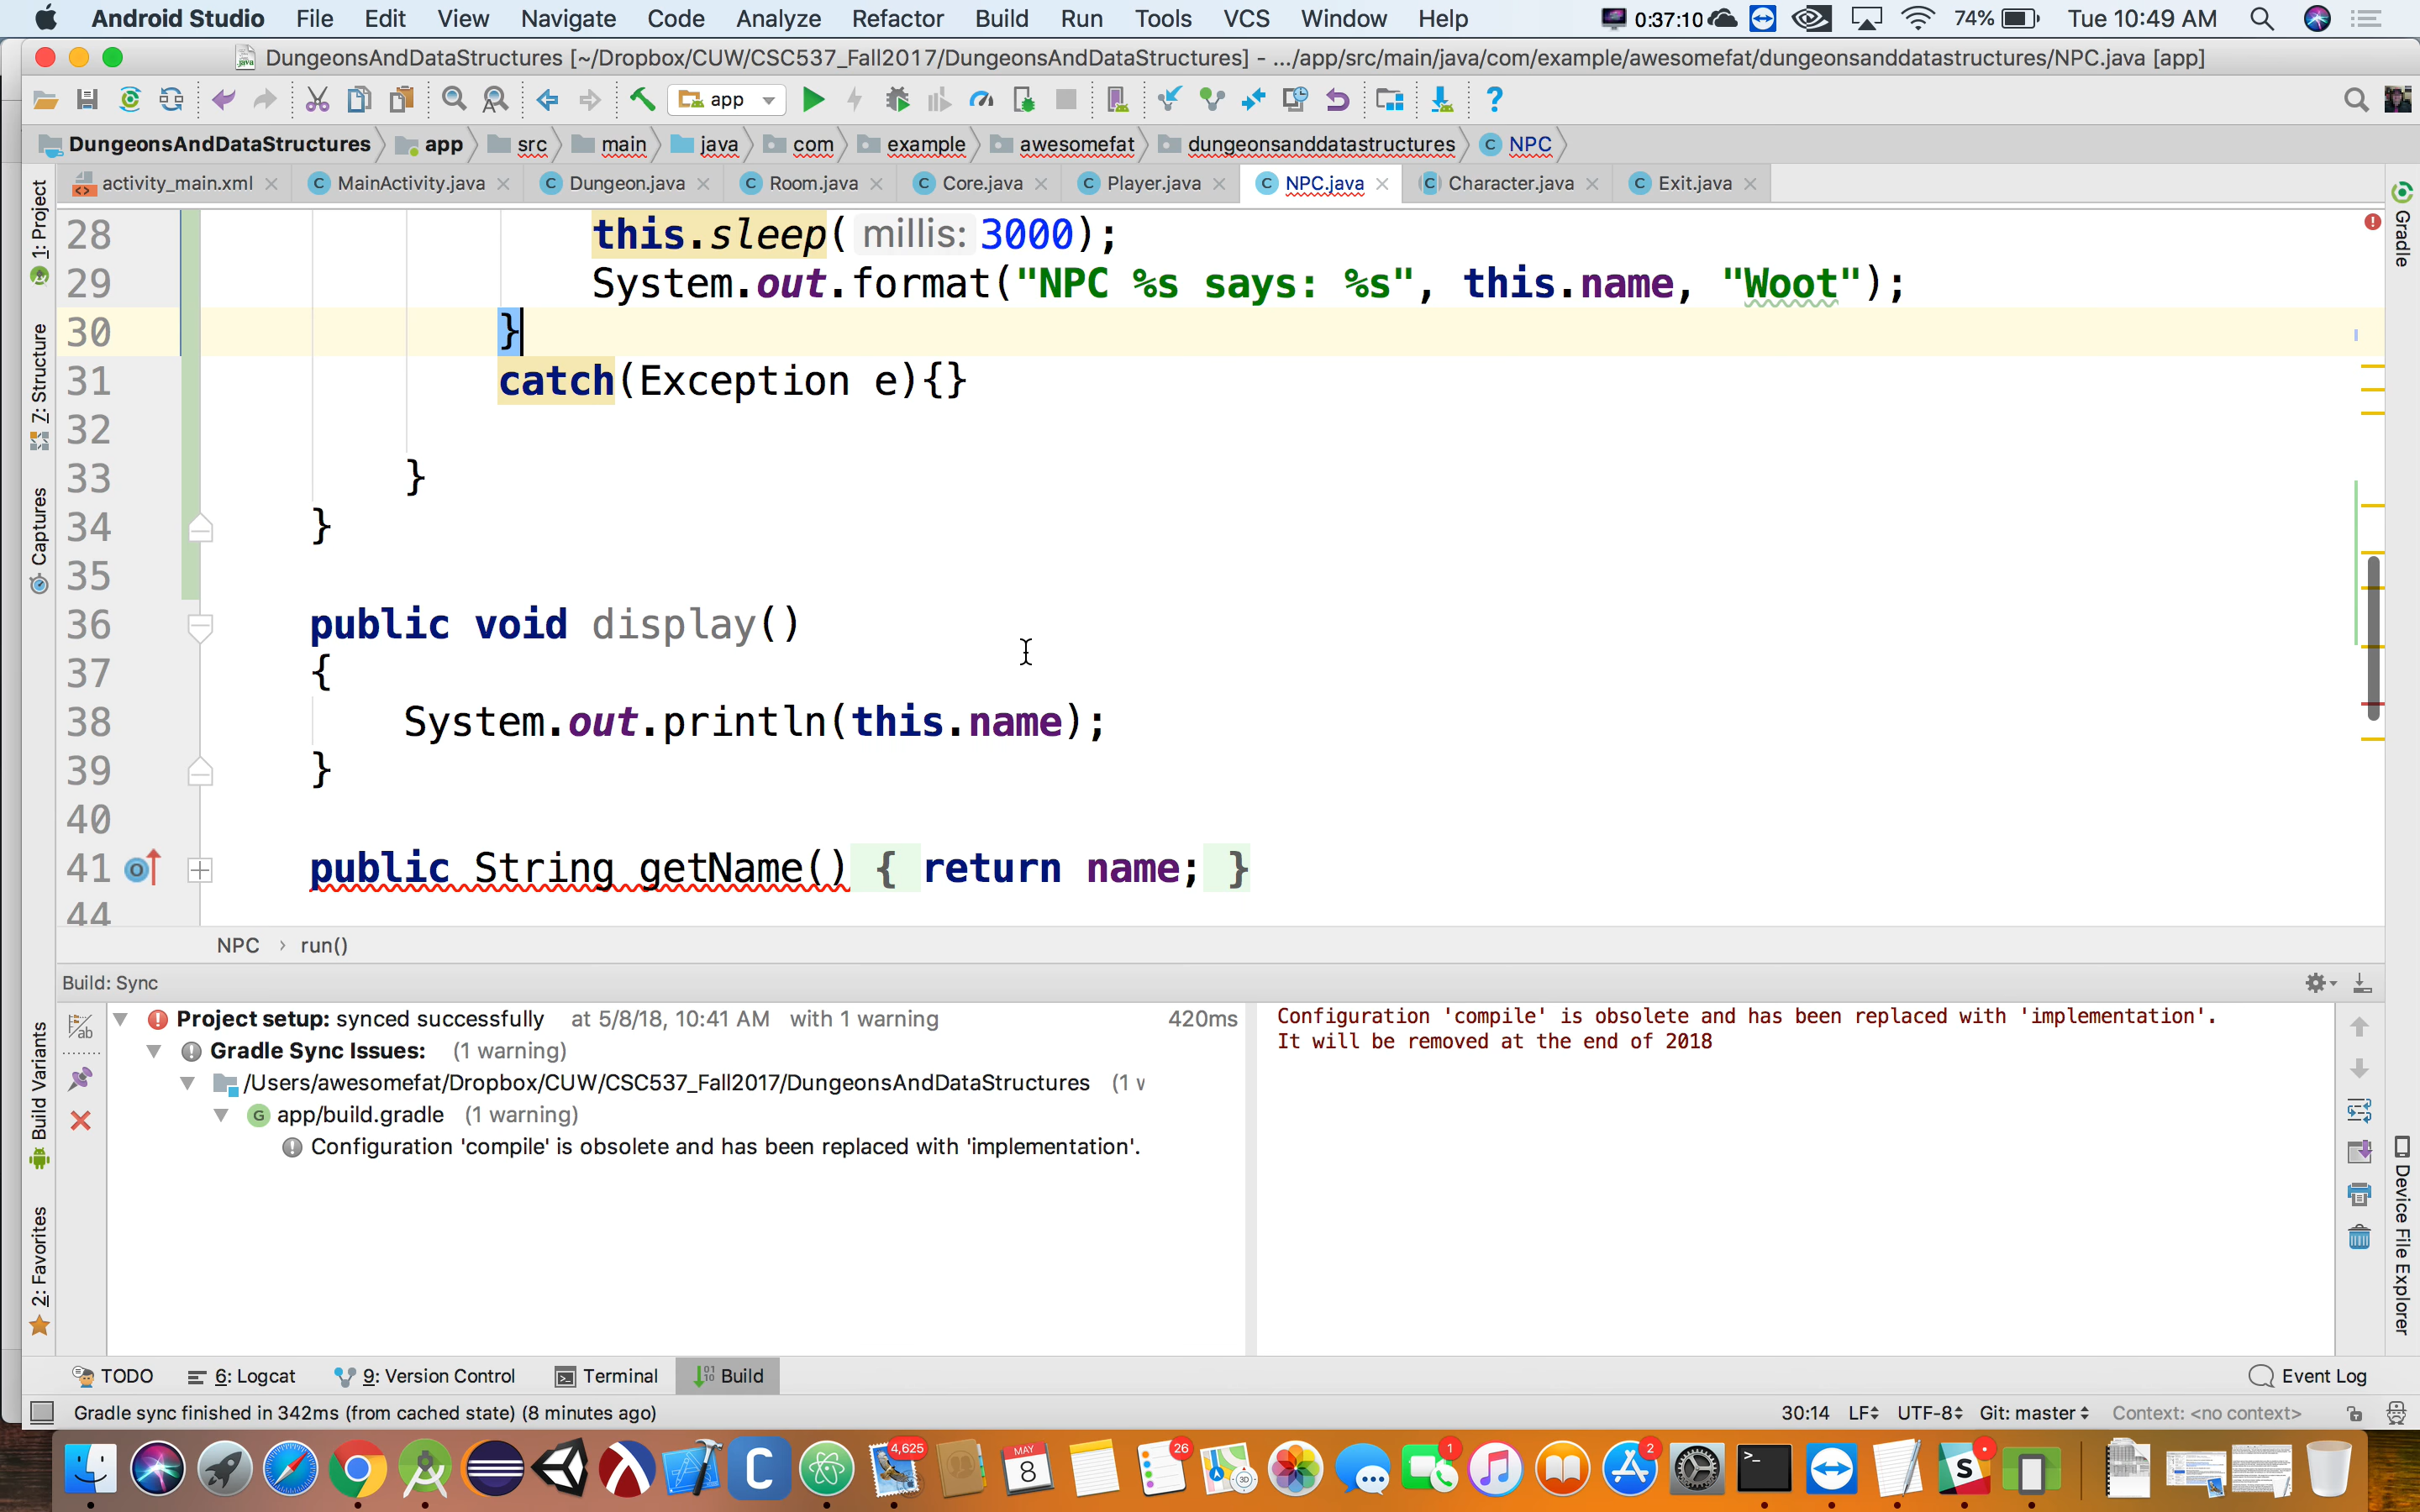 Android Studio File Edit View Navigate Code Analyze Refactor Build Run Tools VCS Window Help 0:37:10 74% Tue 10:49 AM
DungeonsAndDataStructures [~/Dropbox/CUW/CSC537_Fall2017/DungeonsAndDataStructures] - .../app/src/main/java/com/example/awesomefat/dungeonsanddatastructures/NPC.java [app]
app
DungeonsAndDataStructures app src main java com example awesomefat dungeonsanddatastructures NPC
activity_main.xml MainActivity.java Dungeon.java Room.java Core.java Player.java NPC.java Character.java Exit.java
1: Project
7: Structure
Captures
Build Variants
2: Favorites
28 this.sleep( millis: 3000);
29 System.out.format("NPC %s says: %s", this.name, "Woot");
30 }
31 catch(Exception e){}
32
33 }
34 }
35
36 public void display()
37 {
38 System.out.println(this.name);
39 }
40
41 public String getName() { return name; }
44
Gradle
Device File Explorer
NPC › run()
Build: Sync
Project setup: synced successfully at 5/8/18, 10:41 AM with 1 warning 420ms
Gradle Sync Issues: (1 warning)
/Users/awesomefat/Dropbox/CUW/CSC537_Fall2017/DungeonsAndDataStructures (1 w
app/build.gradle (1 warning)
Configuration 'compile' is obsolete and has been replaced with 'implementation'.
Configuration 'compile' is obsolete and has been replaced with 'implementation'.
It will be removed at the end of 2018
TODO 6: Logcat 9: Version Control Terminal Build Event Log
Gradle sync finished in 342ms (from cached state) (8 minutes ago) 30:14 LF UTF-8 Git: master Context: <no context>
4,625 MAY 8 26 3D 1 2